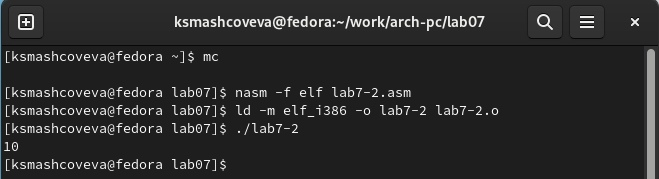 ksmashcoveva@fedora:~/work/arch-pc/lab07
[ksmashcoveva@fedora ~]$ mc
[ksmashcoveva@fedora lab07]$ nasm -f elf lab7-2.asm
[ksmashcoveva@fedora lab07]$ ld -m elf_i386 -o lab7-2 lab7-2.o
[ksmashcoveva@fedora lab07]$ ./lab7-2
10
[ksmashcoveva@fedora lab07]$